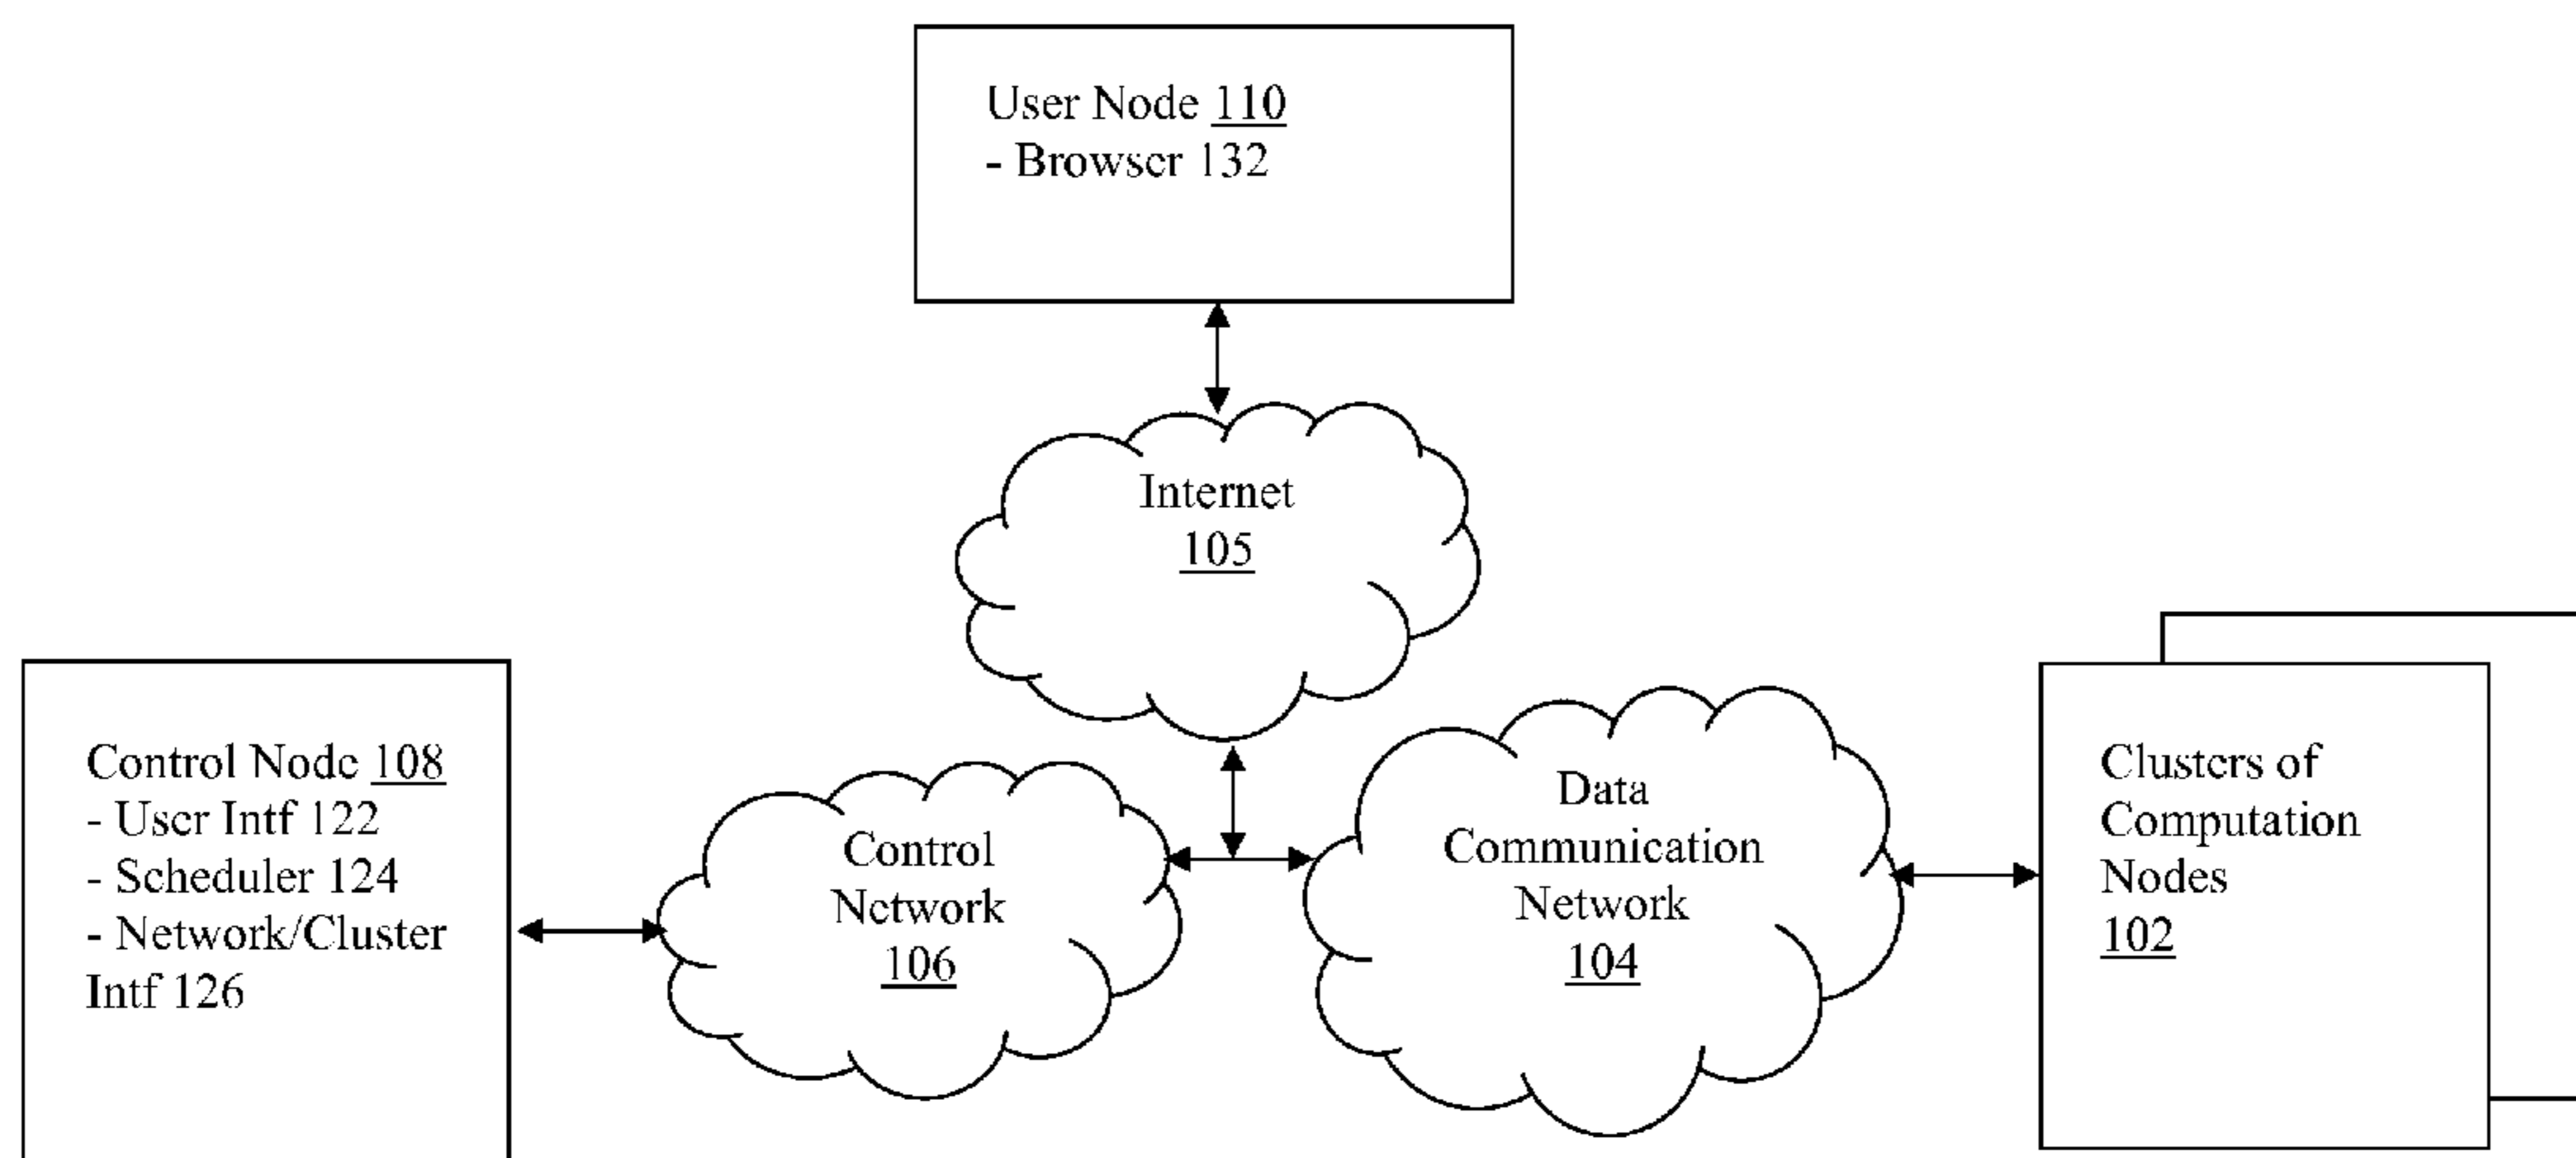 User Node 110
- Browser 132
Internet
105
Control Node 108
- User Intf 122
- Scheduler 124
- Network/Cluster
Intf 126
Control
Network
106
Data
Communication
Network
104
Clusters of
Computation
Nodes
102